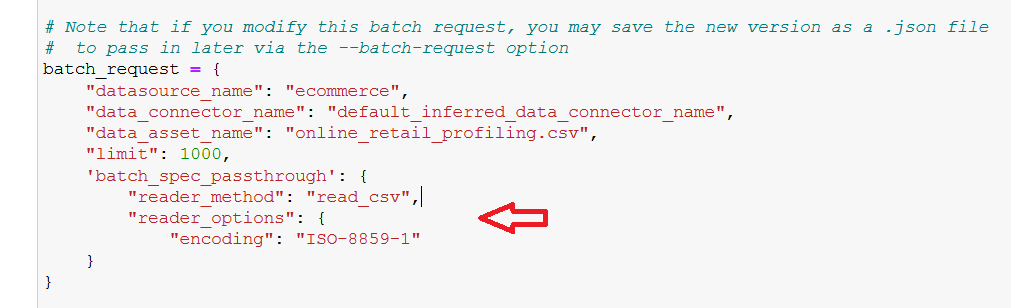 # Note that if you modify this batch request, you may save the new version as a .json file
#  to pass in later via the --batch-request option
batch_request = {
    "datasource_name": "ecommerce",
    "data_connector_name": "default_inferred_data_connector_name",
    "data_asset_name": "online_retail_profiling.csv",
    "limit": 1000,
    'batch_spec_passthrough': {
        "reader_method": "read_csv",
        "reader_options": {
            "encoding": "ISO-8859-1"
    }
}